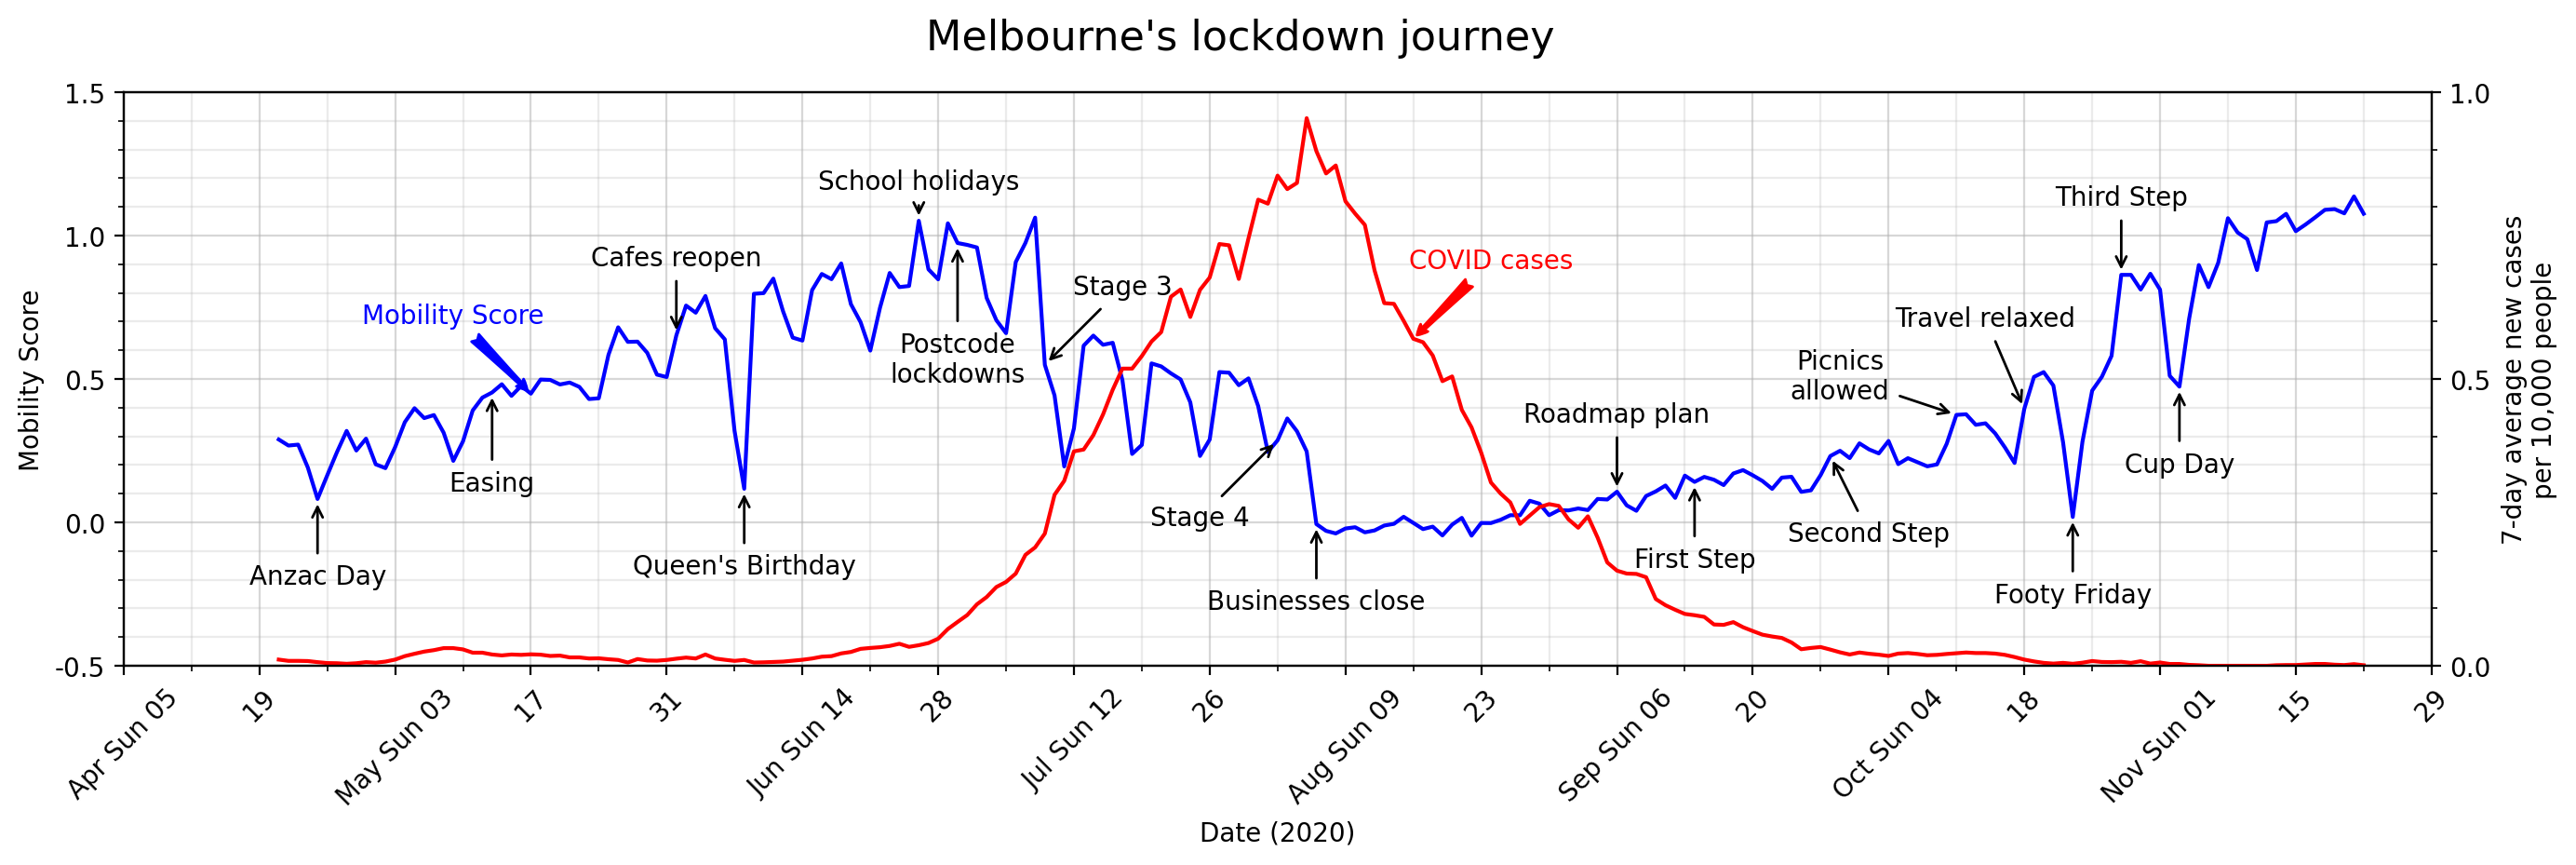 Melbourne's lockdown journey
1.5
1.0
0.5
0.0
-0.5
Mobility Score
1.0
0.5
0.0
7-day average new cases
per 10,000 people
School holidays
Cafes reopen
Mobility Score
Postcode
lockdowns
Stage 3
COVID cases
Easing
Anzac Day
Queen's Birthday
Stage 4
Businesses close
Roadmap plan
First Step
Second Step
Picnics
allowed
Travel relaxed
Third Step
Cup Day
Footy Friday
Apr Sun 05
19
May Sun 03
17
31
Jun Sun 14
28
Jul Sun 12
26
Aug Sun 09
23
Sep Sun 06
20
Oct Sun 04
18
Nov Sun 01
15
29
Date (2020)